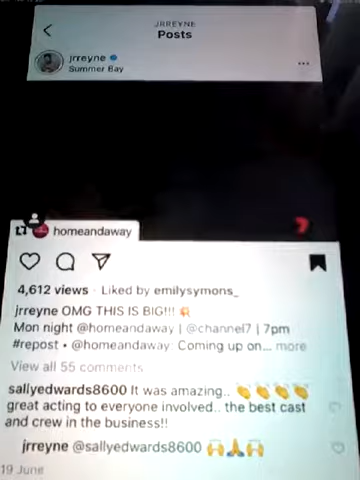 JRREYNE
Posts
jrreyne
Summer Bay
homeandaway
4,612 views · Liked by emilysymons_
jrreyne OMG THIS IS BIG!!! 💥
Mon night @homeandaway | @channel7 | 7pm
#repost • @homeandaway: Coming up on... more
View all 55 comments
sallyedwards8600 It was amazing.. 👏👏👏👏
great acting to everyone involved.. the best cast
and crew in the business!!
jrreyne @sallyedwards8600 🙌🙏🙌
19 June